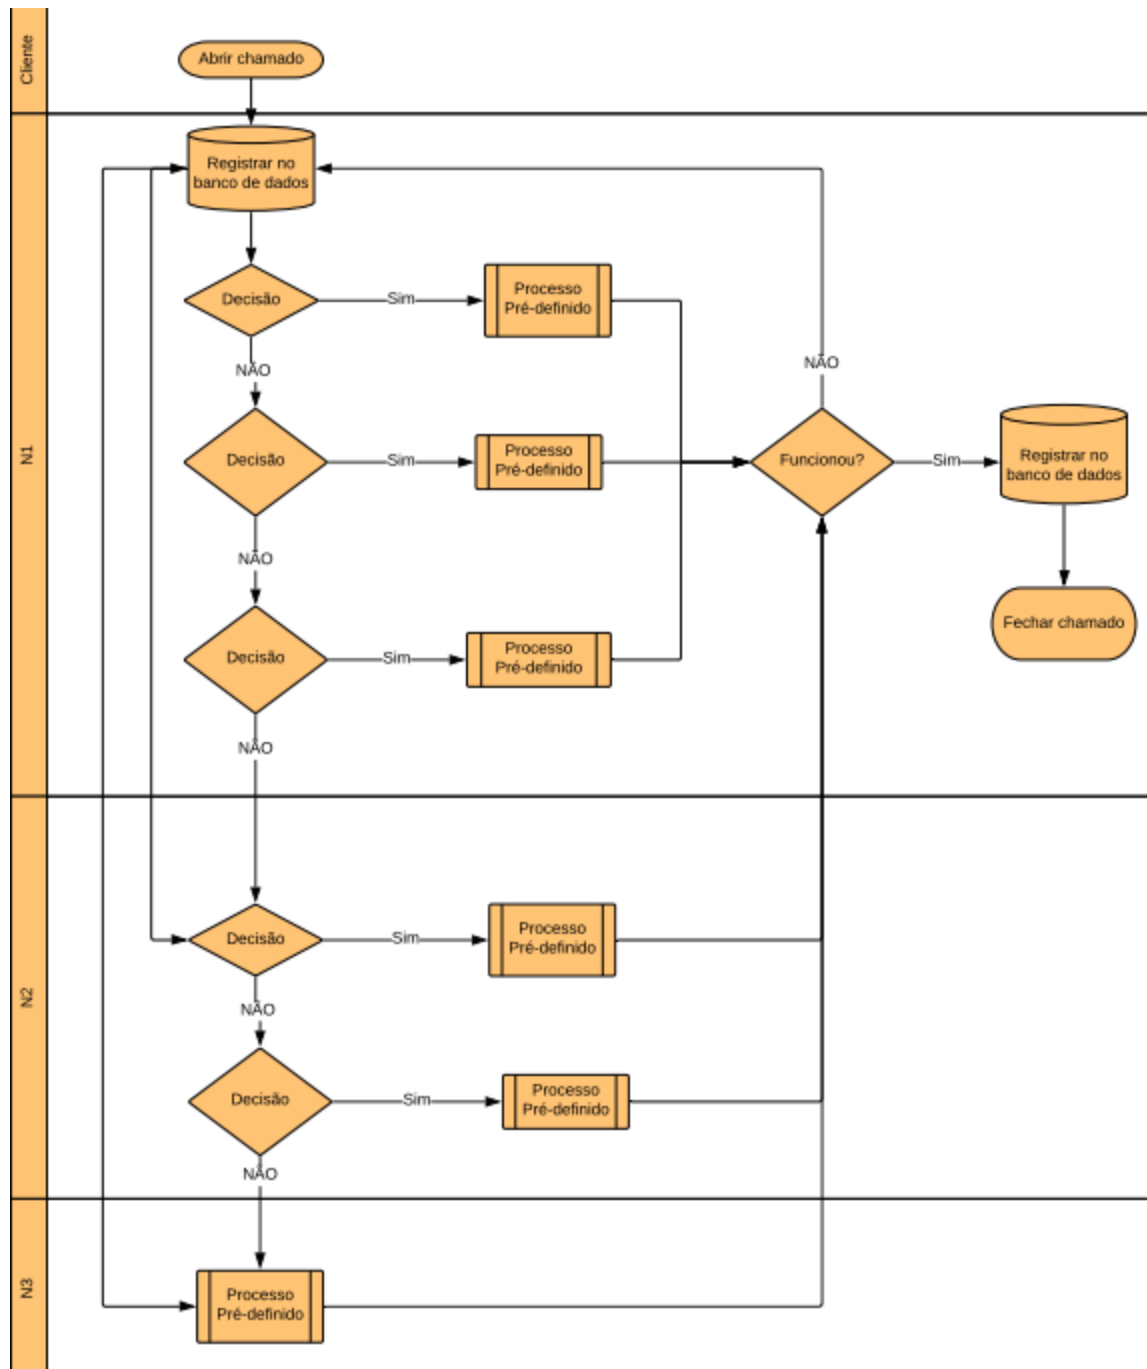 Cliente
Abrir chamado
N1
Registrar no
banco de dados
Decisão
Sim
Processo
Pré-definido
NÃO
NÃO
Decisão
Sim
Processo
Pré-definido
Funcionou?
Sim
Registrar no
banco de dados
NÃO
Fechar chamado
Decisão
Sim
Processo
Pré-definido
NÃO
N2
Decisão
Sim
Processo
Pré-definido
NÃO
Decisão
Sim
Processo
Pré-definido
NÃO
N3
Processo
Pré-definido